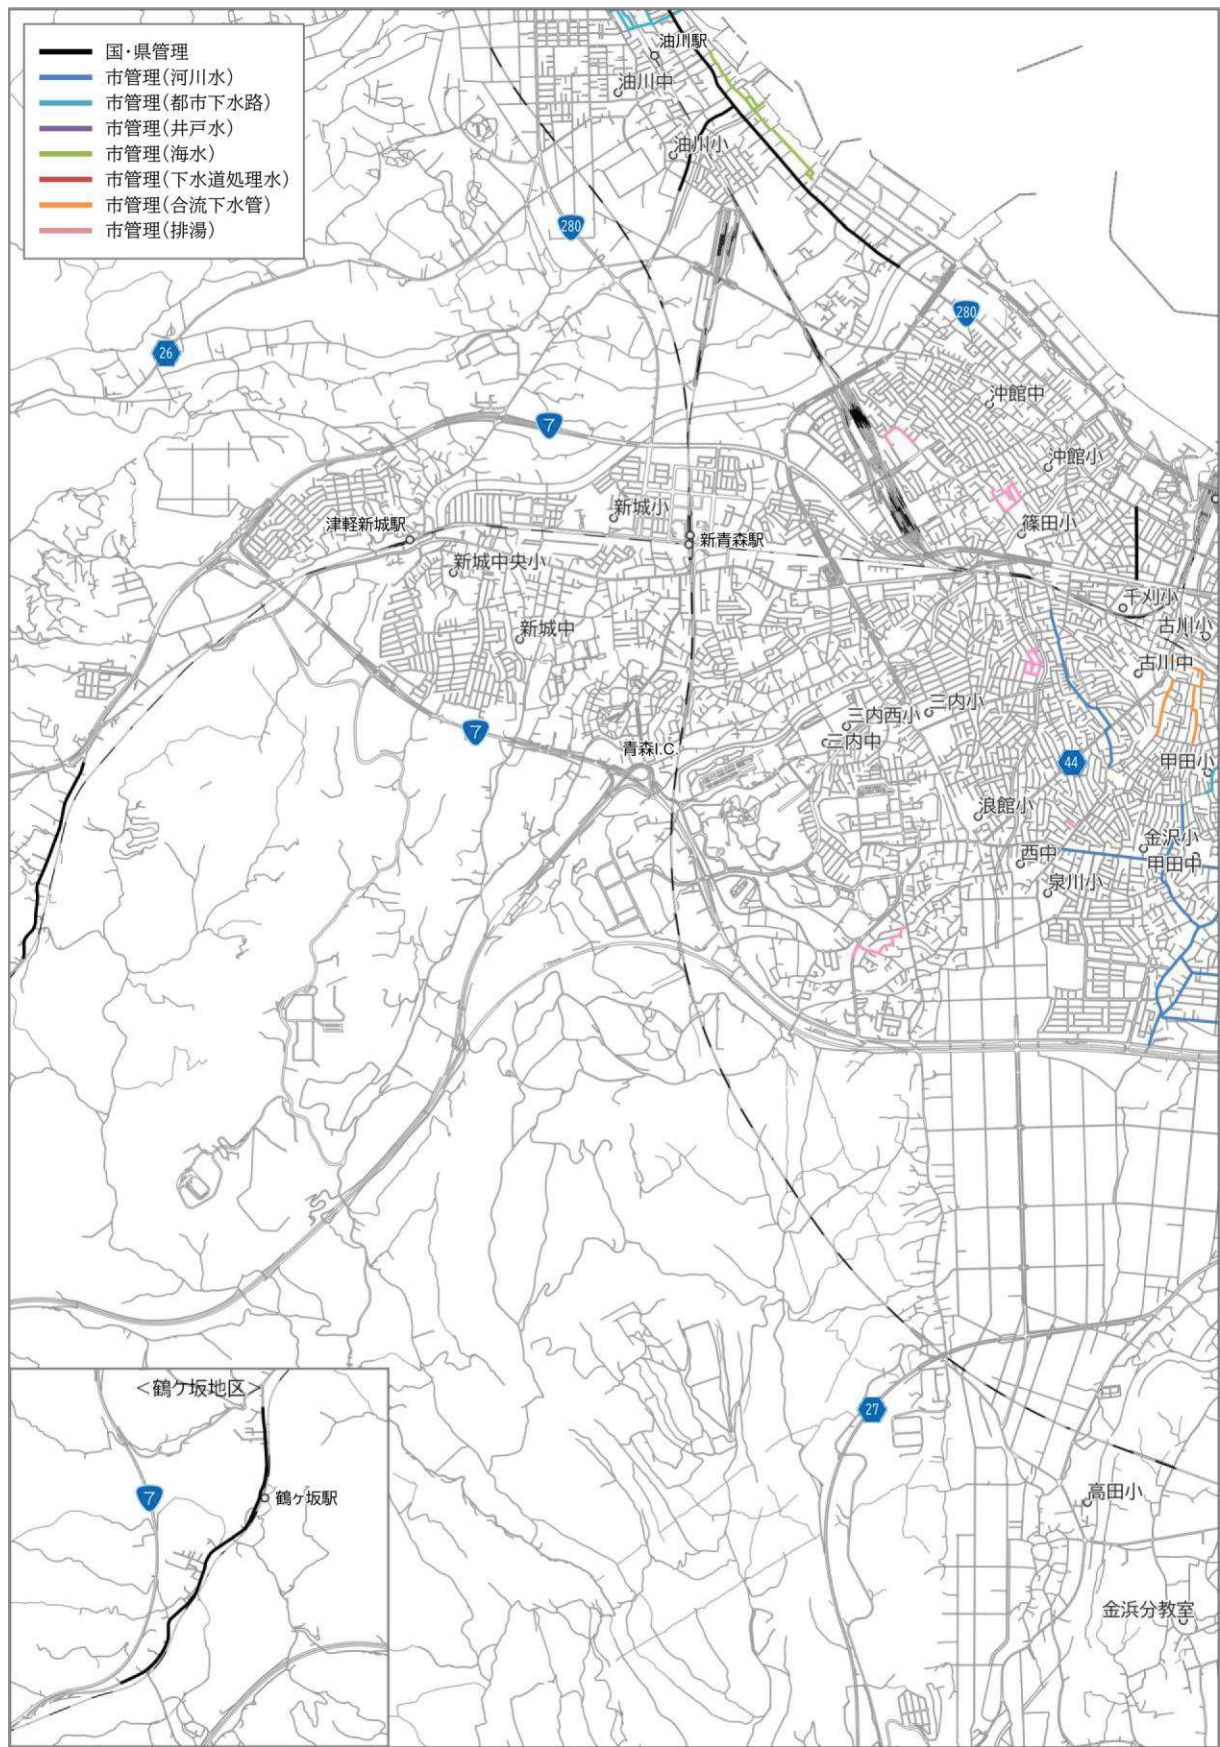 国・県管理
市管理(河川水)
市管理(都市下水路)
市管理(井戸水)
市管理(海水)
市管理(下水道処理水)
市管理(合流下水管)
市管理(排湯)
油川駅
油川中
油川小
280
280
26
沖館中
7
沖館小
新城小
篠田小
津軽新城駅
新青森駅
新城中央小
千刈小
新城中
古川小
古川中
三内小
三内西小
三内中
7
青森I.C.
44
甲田小
浪館小
金沢小
西中
甲田中
泉川小
<鶴ケ坂地区>
27
7
鶴ヶ坂駅
高田小
金浜分教室